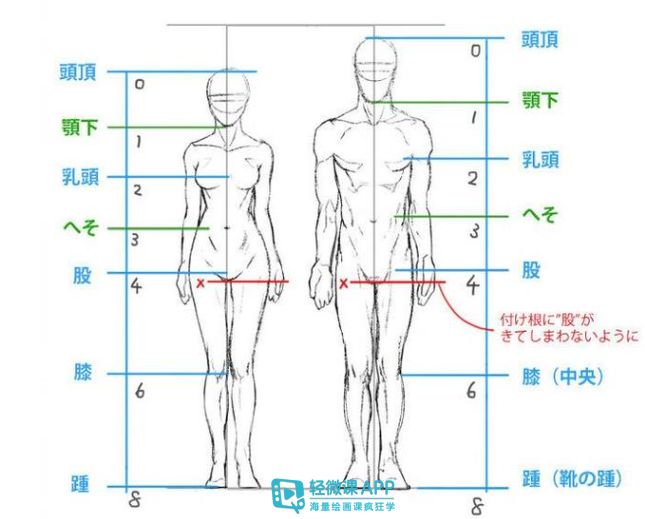 頭頂
0
顎下
1
乳頭
2
へそ
3
股
4
x
膝
6
踵
8
0
頭頂
顎下
1
乳頭
2
へそ
3
股
x
4
付け根に"股"が
きてしまわないように
膝（中央）
6
踵（靴の踵）
8
轻微课APP
海量绘画课疯狂学